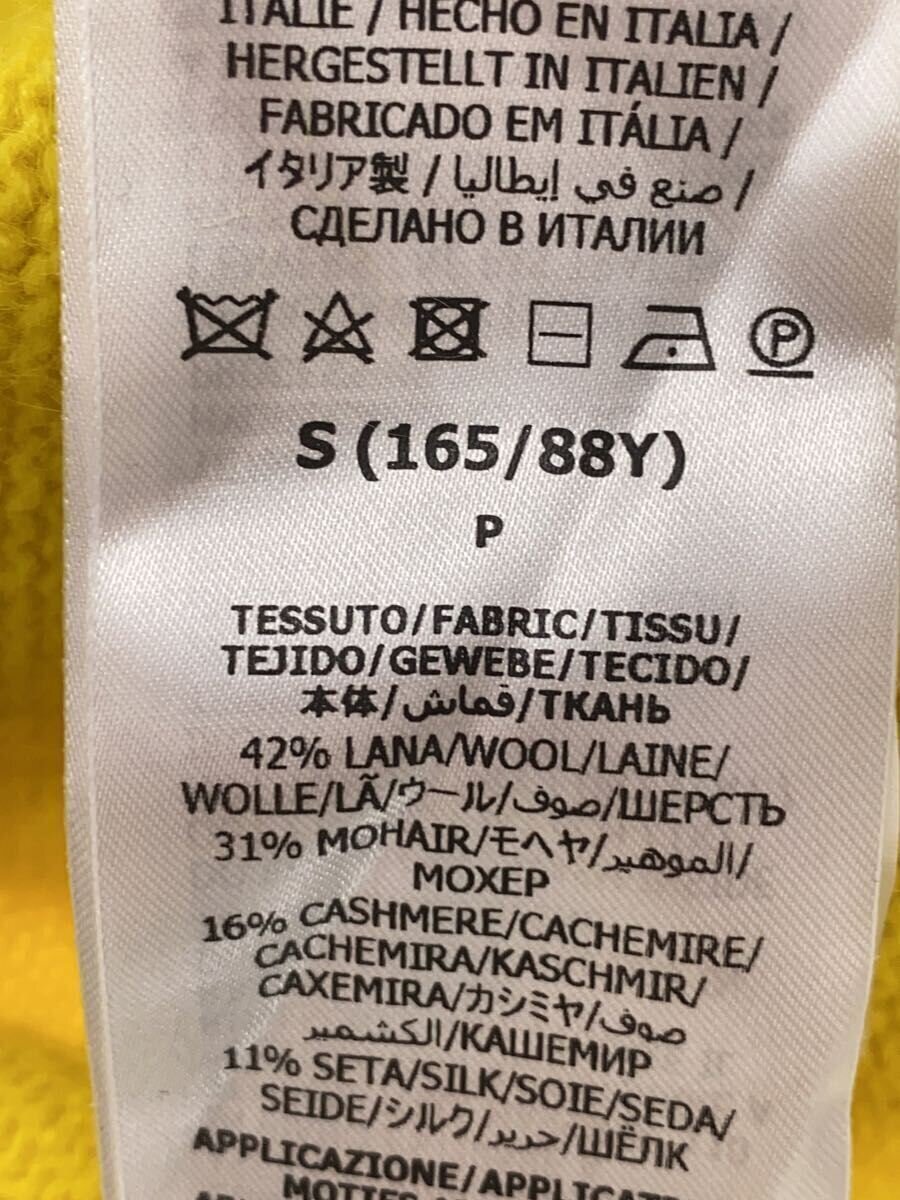 ITALIE / HECHO EN ITALIA /
HERGESTELLT IN ITALIEN /
FABRICADO EM ITÁLIA /
イタリア製 / صنع في إيطاليا /
СДЕЛАНО В ИТАЛИИ
P
S (165/88Y)
P
TESSUTO/FABRIC/TISSU/
TEJIDO/GEWEBE/TECIDO/
本体/قماش/ТКАНЬ
42% LANA/WOOL/LAINE/
WOLLE/LÃ/ウール/صوف/ШЕРСТЬ
31% MOHAIR/モヘヤ/الموهير/
МОХЕР
16% CASHMERE/CACHEMIRE/
CACHEMIRA/KASCHMIR/
CAXEMIRA/カシミヤ/صوف
الكشمير/КАШЕМИР
11% SETA/SILK/SOIE/SEDA/
SEIDE/シルク/حرير/ШЁЛК
APPLICAZIONE/